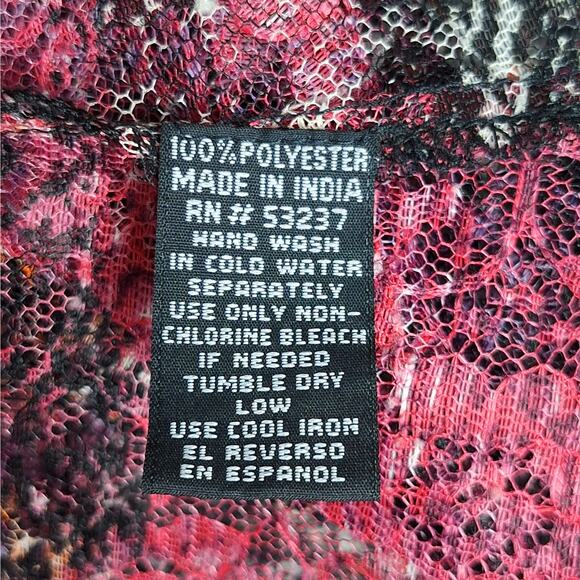 100% POLYESTER
MADE IN INDIA
RN # 53237
HAND WASH
IN COLD WATER
SEPARATELY
USE ONLY NON-
CHLORINE BLEACH
IF NEEDED
TUMBLE DRY
LOW
USE COOL IRON
EL REVERSO
EN ESPANOL